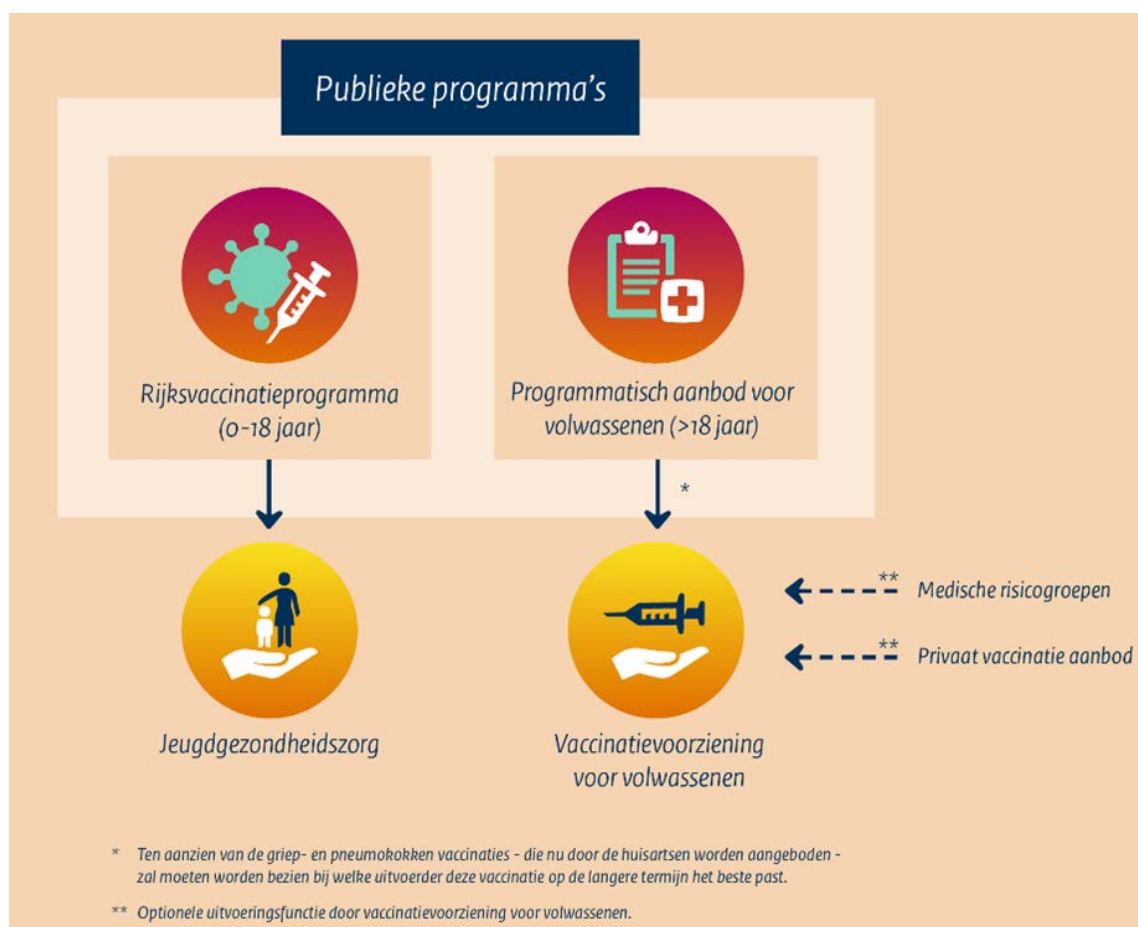 Publieke programma's
Rijksvaccinatieprogramma
(0-18 jaar)
Programmatisch aanbod voor
volwassenen (>18 jaar)
*
** Medische risicogroepen
** Privaat vaccinatie aanbod
Jeugdgezondheidszorg
Vaccinatievoorziening
voor volwassenen
* Ten aanzien van de griep- en pneumokokken vaccinaties - die nu door de huisartsen worden aangeboden -
zal moeten worden bezien bij welke uitvoerder deze vaccinatie op de langere termijn het beste past.
** Optionele uitvoeringsfunctie door vaccinatievoorziening voor volwassenen.